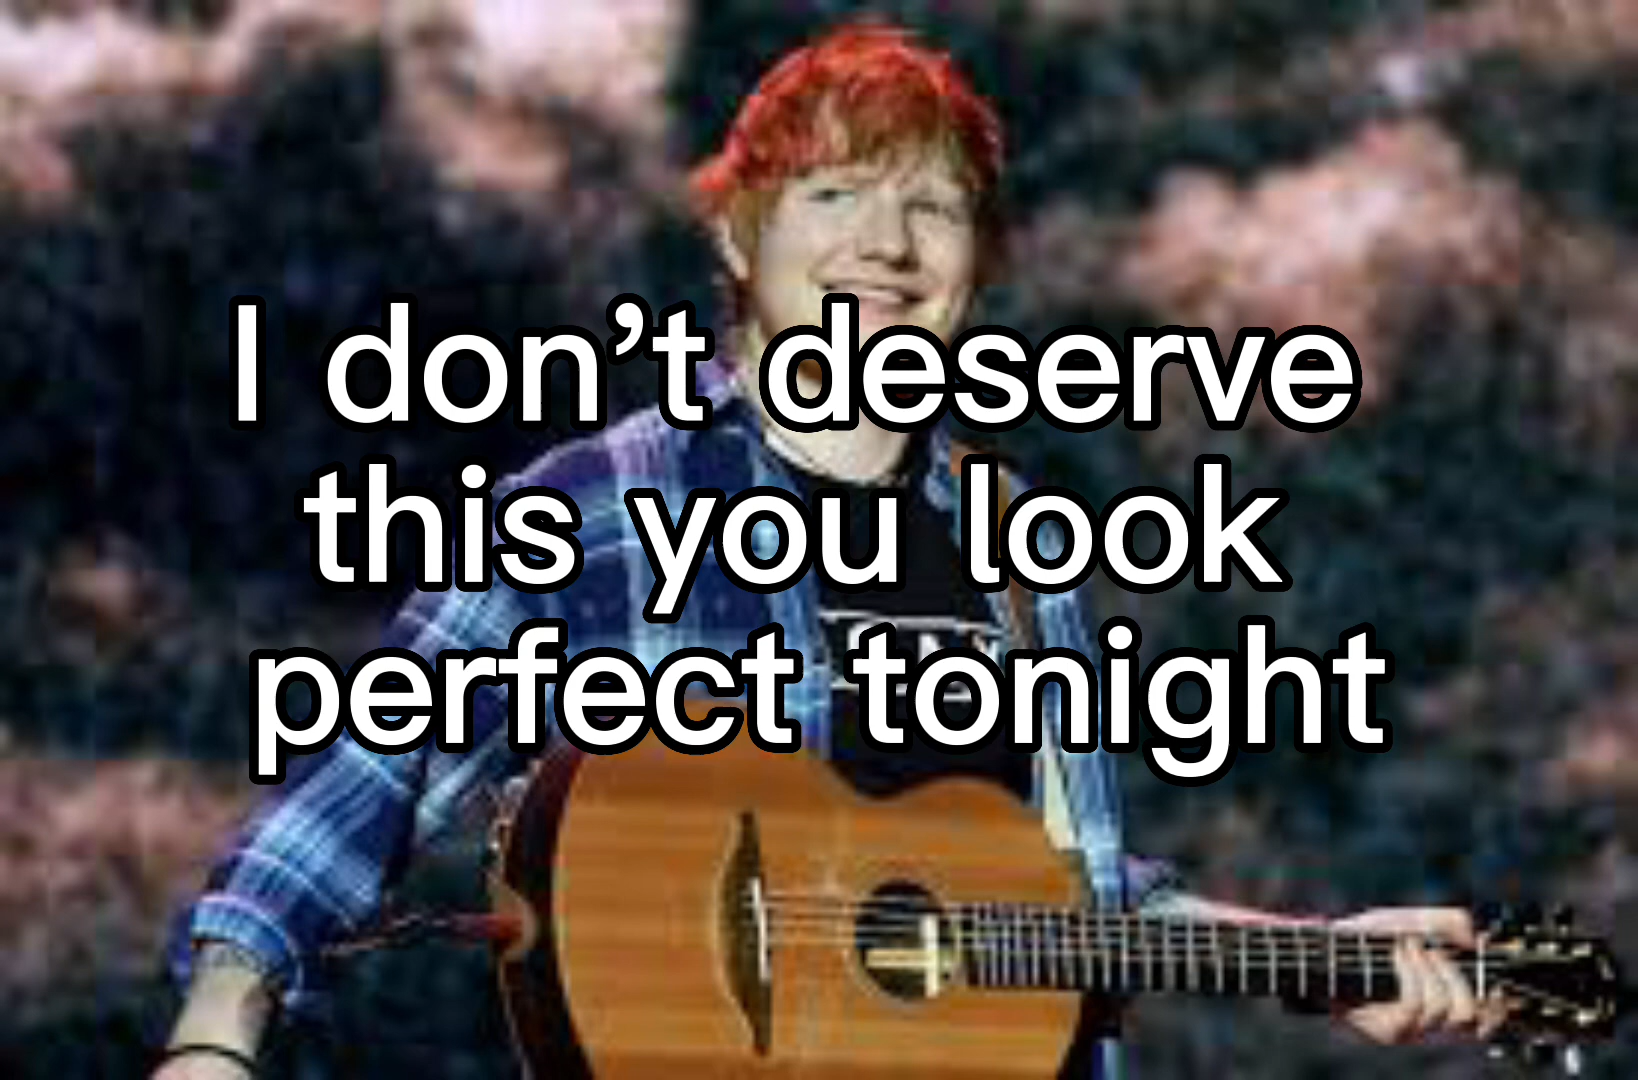 I don’t deserve
this you look
perfect tonight